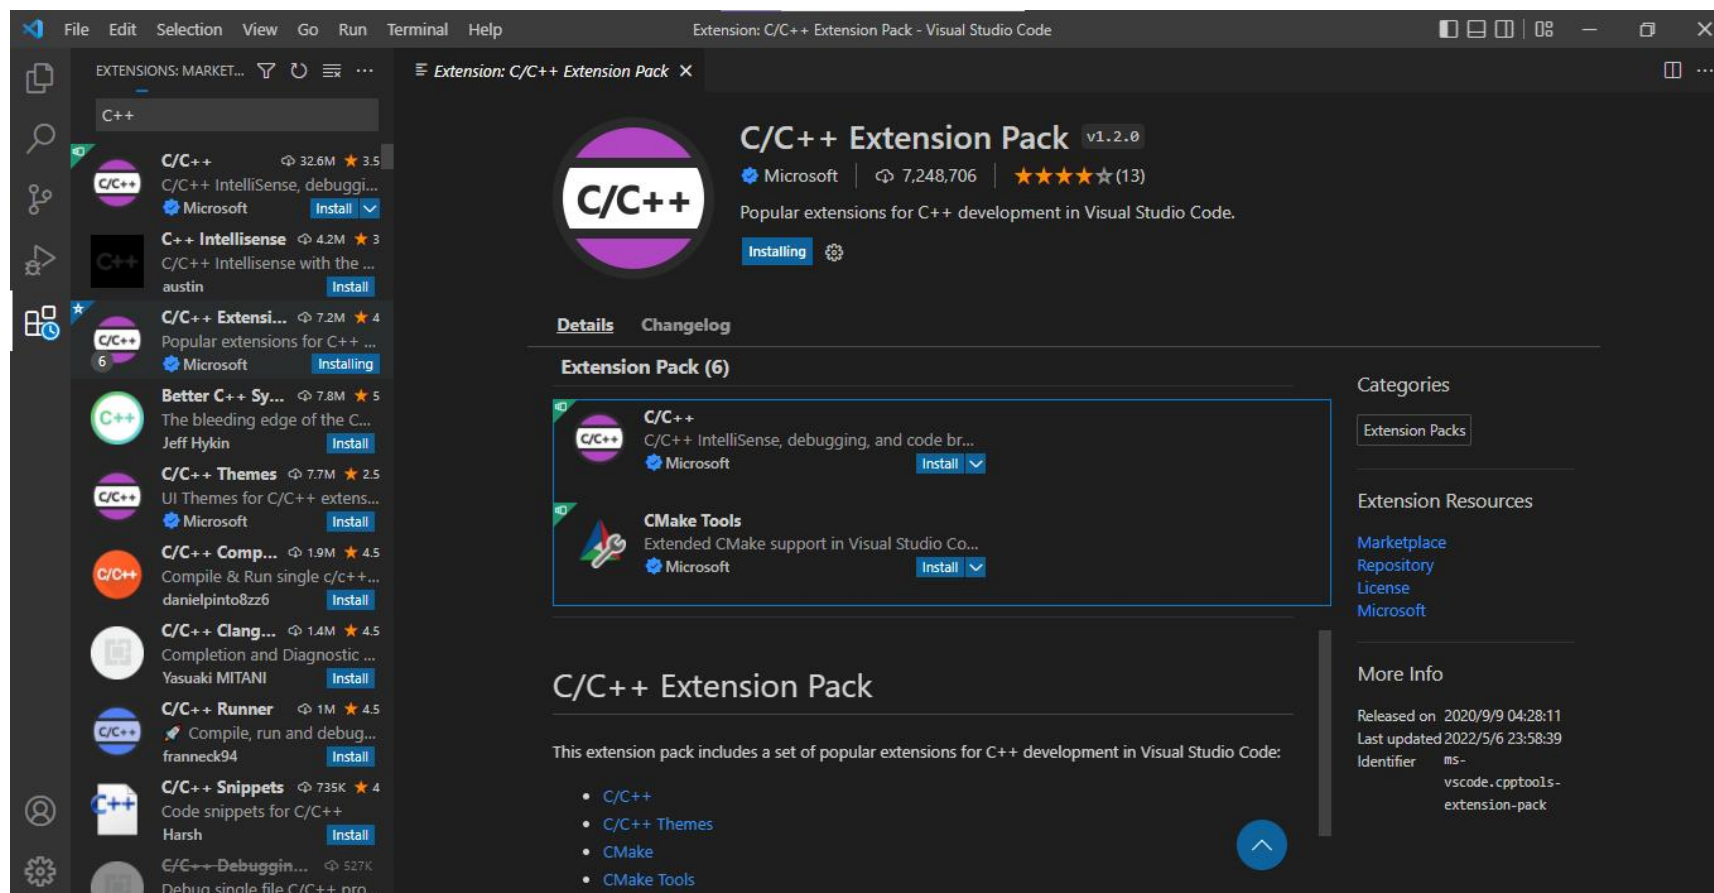 File Edit Selection View Go Run Terminal Help
Extension: C/C++ Extension Pack - Visual Studio Code
EXTENSIONS: MARKET...
C++
C/C++ 32.6M ★ 3.5
C/C++ IntelliSense, debuggi...
Microsoft Install
C++ Intellisense 4.2M ★ 3
C/C++ Intellisense with the ...
austin Install
C/C++ Extensi... 7.2M ★ 4
Popular extensions for C++ ...
6 Microsoft Installing
Better C++ Sy... 7.8M ★ 5
The bleeding edge of the C...
Jeff Hykin Install
C/C++ Themes 7.7M ★ 2.5
UI Themes for C/C++ extens...
Microsoft Install
C/C++ Comp... 1.9M ★ 4.5
Compile & Run single c/c++...
danielpinto8zz6 Install
C/C++ Clang... 1.4M ★ 4.5
Completion and Diagnostic ...
Yasuaki MITANI Install
C/C++ Runner 1M ★ 4.5
🚀 Compile, run and debug...
franneck94 Install
C/C++ Snippets 735K ★ 4
Code snippets for C/C++
Harsh Install
C/C++ Debuggin... 527K
Debug single file C/C++ pro...
C/C++
C++
C/C++
C++
C/C++
C/C++
C/C++
C++
Extension: C/C++ Extension Pack
C/C++
C/C++ Extension Pack v1.2.0
Microsoft 7,248,706 ★★★★☆(13)
Popular extensions for C++ development in Visual Studio Code.
Installing
Details Changelog
Extension Pack (6)
C/C++
C/C++
C/C++ IntelliSense, debugging, and code br...
Microsoft Install
CMake Tools
Extended CMake support in Visual Studio Co...
Microsoft Install
C/C++ Extension Pack
This extension pack includes a set of popular extensions for C++ development in Visual Studio Code:
• C/C++
• C/C++ Themes
• CMake
• CMake Tools
Categories
Extension Packs
Extension Resources
Marketplace
Repository
License
Microsoft
More Info
Released on 2020/9/9 04:28:11
Last updated 2022/5/6 23:58:39
Identifier ms-
vscode.cpptools-
extension-pack